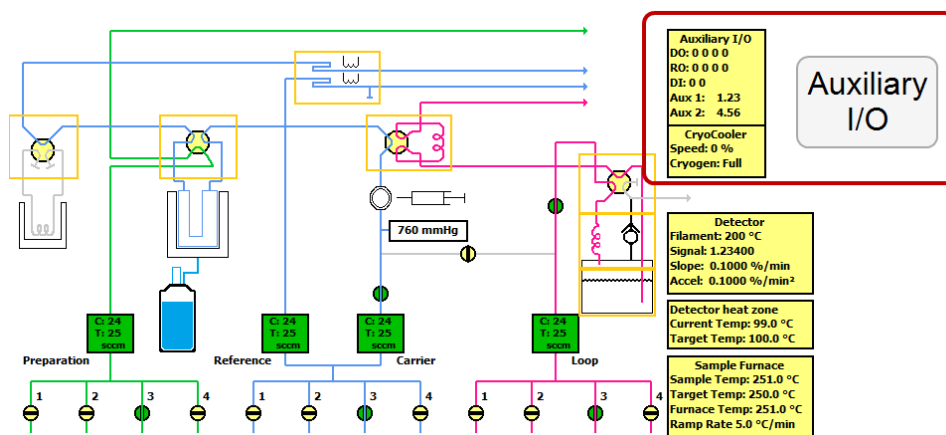 Auxiliary I/O
DO: 0 0 0 0
RO: 0 0 0 0
DI: 0 0
Aux 1: 1.23
Aux 2: 4.56
CryoCooler
Speed: 0 %
Cryogen: Full
Auxiliary
I/O
760 mmHg
Detector
Filament: 200 °C
Signal: 1.23400
Slope: 0.1000 %/min
Accel: 0.1000 %/min²
Detector heat zone
Current Temp: 99.0 °C
Target Temp: 100.0 °C
C: 24
T: 25
sccm
Preparation
C: 24
T: 25
sccm
Reference
C: 24
T: 25
sccm
Carrier
C: 24
T: 25
sccm
Loop
Sample Furnace
Sample Temp: 251.0 °C
Target Temp: 250.0 °C
Furnace Temp: 251.0 °C
Ramp Rate 5.0 °C/min
1 2 3 4
1 2 3 4
1 2 3 4